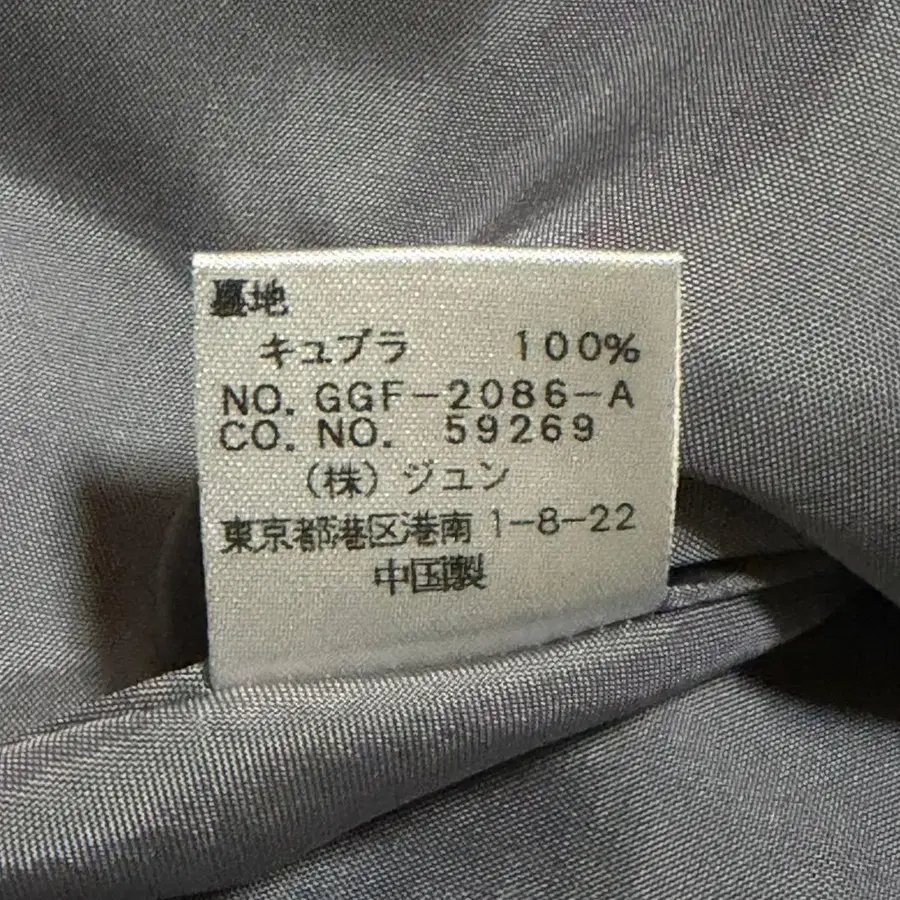 裏地
キュプラ 100%
NO. GGF-2086-A
CO. NO. 59269
(株) ジュン
東京都港区港南 1-8-22
中国製